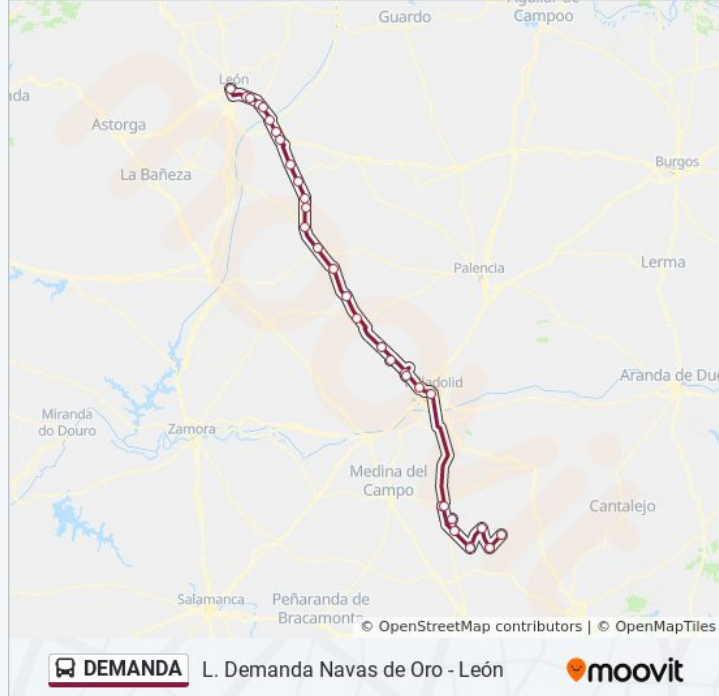 Guardo
Campoo
León
Astorga
La Bañeza
Burgos
Palencia
Lerma
Aranda de Due
Miranda
do Douro
Zamora
Medina del
Campo
Cantalejo
Salamanca
Peñaranda de
Bracamonte
© OpenStreetMap contributors | © OpenMapTiles
DEMANDA L. Demanda Navas de Oro - León moovit